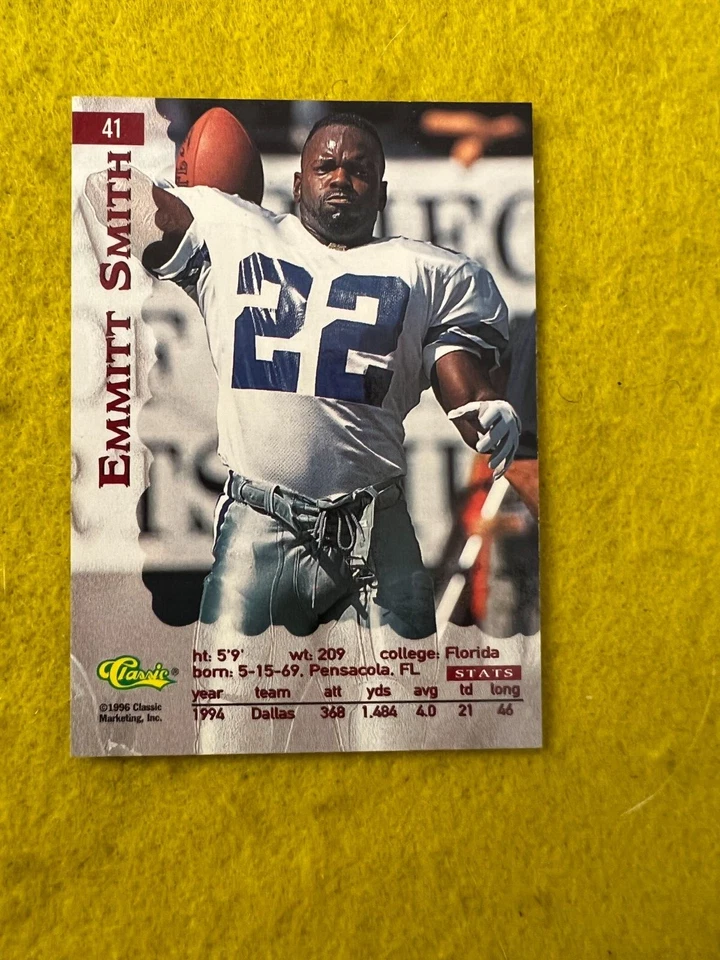 41
EMMITT SMITH
22
ht: 5'9' wt: 209 college: Florida
born: 5-15-69, Pensacola, FL STATS
year team att yds avg td long
1994 Dallas 368 1,484 4.0 21 46
Classic®
©1996 Classic
Marketing, Inc.